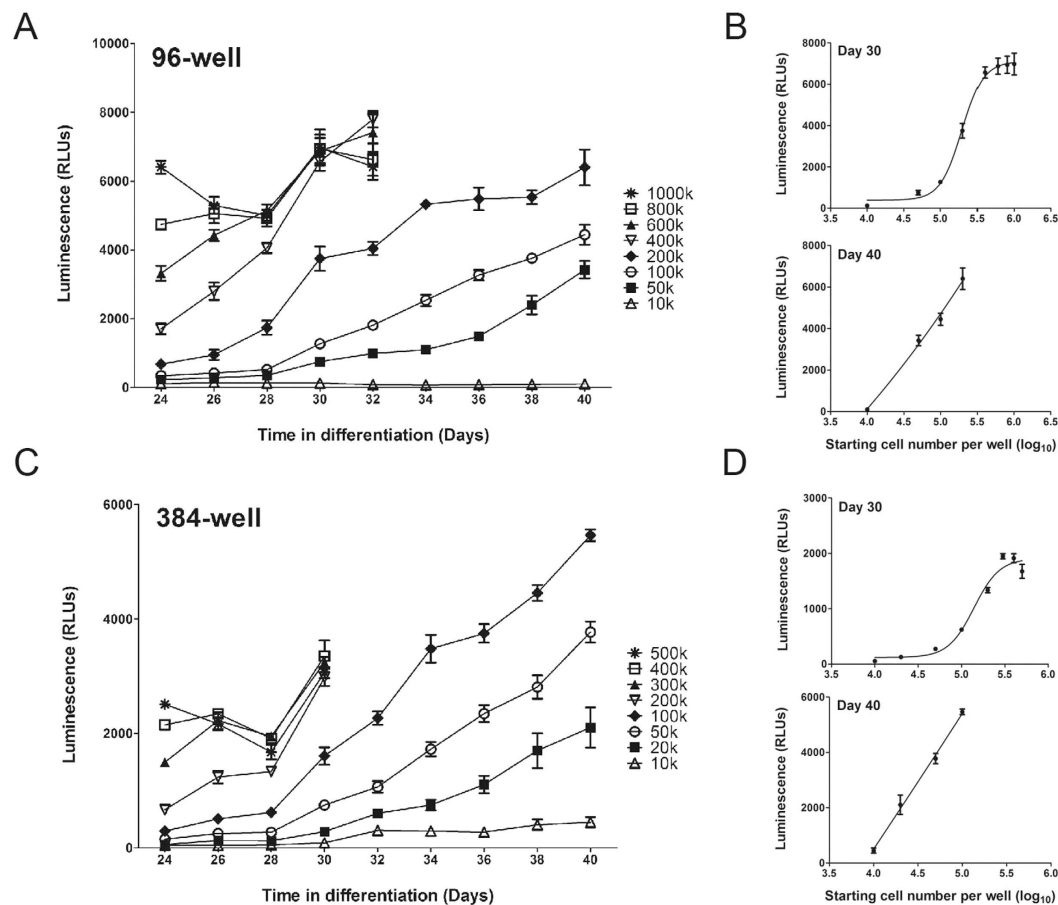 A
96-well
Luminescence (RLUs)
10000
8000
6000
4000
2000
0
24 26 28 30 32 34 36 38 40
Time in differentiation (Days)
1000k
800k
600k
400k
200k
100k
50k
10k
B
Day 30
Luminescence (RLUs)
8000
6000
4000
2000
0
3.5 4.0 4.5 5.0 5.5 6.0 6.5
Day 40
Luminescence (RLUs)
8000
6000
4000
2000
0
3.5 4.0 4.5 5.0 5.5 6.0 6.5
Starting cell number per well (log₁₀)
C
384-well
Luminescence (RLUs)
6000
4000
2000
0
24 26 28 30 32 34 36 38 40
Time in differentiation (Days)
500k
400k
300k
200k
100k
50k
20k
10k
D
Day 30
Luminescence (RLUs)
3000
2000
1000
0
3.5 4.0 4.5 5.0 5.5 6.0
Day 40
Luminescence (RLUs)
6000
4000
2000
0
3.5 4.0 4.5 5.0 5.5 6.0
Starting cell number per well (log₁₀)